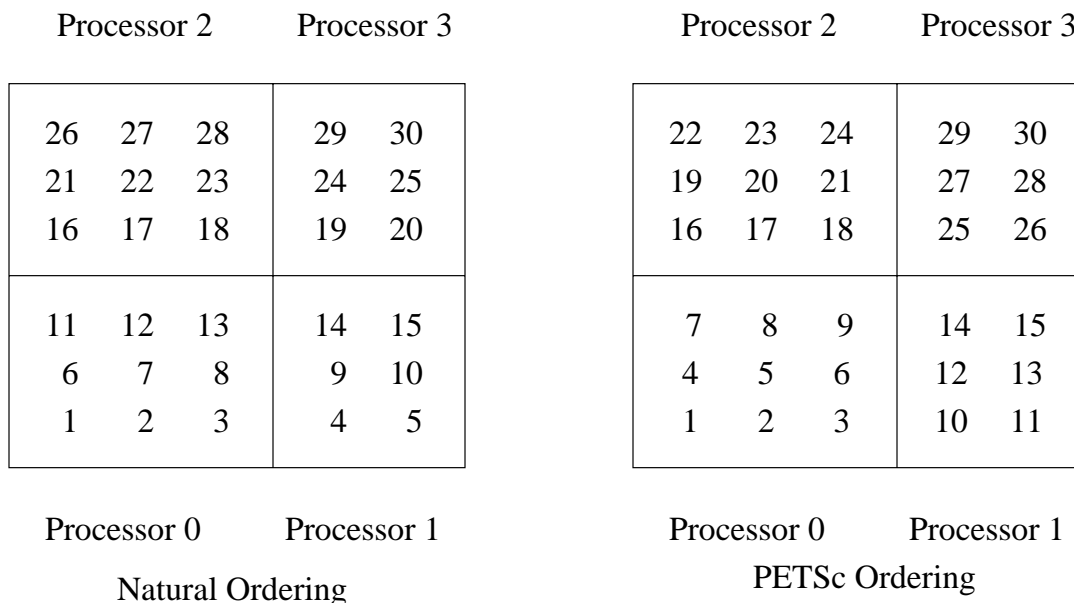 Processor 2 Processor 3 Processor 2 Processor 3
26 27 28 29 30 22 23 24 29 30
21 22 23 24 25 19 20 21 27 28
16 17 18 19 20 16 17 18 25 26
11 12 13 14 15 7 8 9 14 15
6 7 8 9 10 4 5 6 12 13
1 2 3 4 5 1 2 3 10 11
Processor 0 Processor 1 Processor 0 Processor 1
Natural Ordering PETSc Ordering